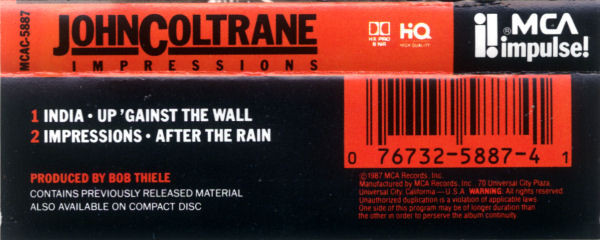 MCAC-5887
JOHN COLTRANE
IMPRESSIONS
HX PRO
B NR
HiQ
HIGH QUALITY
® MCA
impulse!
1 INDIA • UP 'GAINST THE WALL
2 IMPRESSIONS • AFTER THE RAIN
PRODUCED BY BOB THIELE
CONTAINS PREVIOUSLY RELEASED MATERIAL
ALSO AVAILABLE ON COMPACT DISC
0 76732-5887-4 1
©1987 MCA Records, Inc.
Manufactured by MCA Records, Inc., 70 Universal City Plaza,
Universal City, California — U.S.A. WARNING: All rights reserved.
Unauthorized duplication is a violation of applicable laws.
One side of this program may be of longer duration than
the other in order to preserve the album continuity.